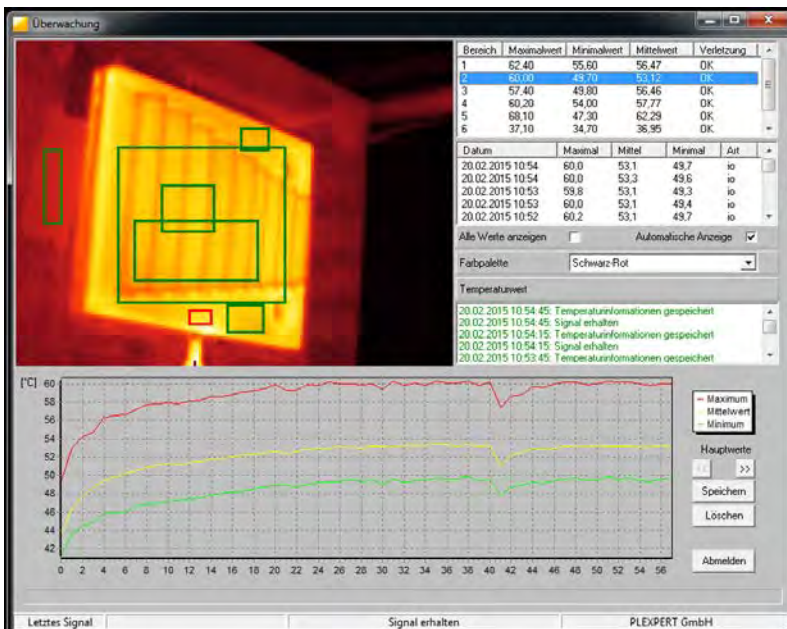 Überwachung
Bereich Maximalwert Minimalwert Mittelwert Verletzung
1 62,40 55,60 56,47 OK
2 60,00 49,70 53,12 OK
3 57,40 49,80 56,46 OK
4 60,20 54,00 57,77 OK
5 68,10 47,30 62,29 OK
6 37,10 34,70 36,95 OK
Datum Maximal Mittel Minimal Art
20.02.2015 10:54 60,0 53,1 49,7 io
20.02.2015 10:54 60,0 53,3 49,6 io
20.02.2015 10:53 59,8 53,1 49,3 io
20.02.2015 10:53 60,0 53,1 49,4 io
20.02.2015 10:52 60,2 53,1 49,7 io
Alle Werte anzeigen Automatische Anzeige
Farbpalette Schwarz-Rot
Temperaturwert
20.02.2015 10:54:45: Temperaturinformationen gespeichert
20.02.2015 10:54:45: Signal erhalten
20.02.2015 10:54:15: Temperaturinformationen gespeichert
20.02.2015 10:54:15: Signal erhalten
20.02.2015 10:53:45: Temperaturinformationen gespeichert
[°C]
60
58
56
54
52
50
48
46
44
42
0 2 4 6 8 10 12 14 16 18 20 22 24 26 28 30 32 34 36 38 40 42 44 46 48 50 52 54 56
Maximum
Mittelwert
Minimum
Hauptwerte
<< >>
Speichern
Löschen
Abmelden
Letztes Signal Signal erhalten PLEXPERT GmbH